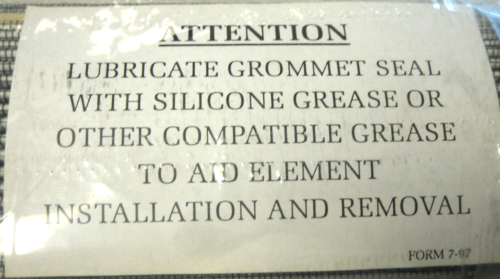 ATTENTION
LUBRICATE GROMMET SEAL
WITH SILICONE GREASE OR
OTHER COMPATIBLE GREASE
TO AID ELEMENT
INSTALLATION AND REMOVAL
FORM 7-97